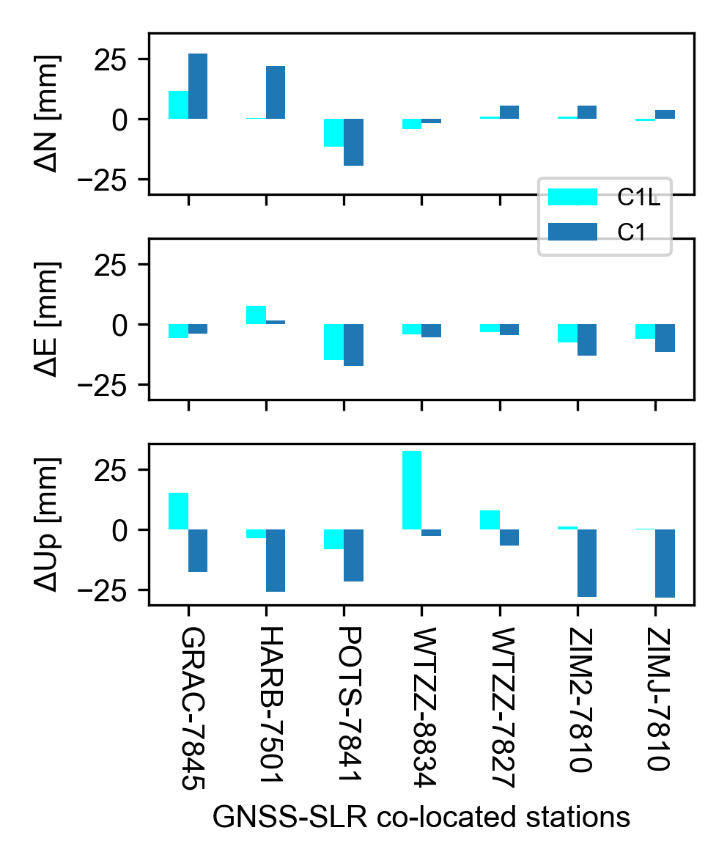 ΔN [mm]
25
0
−25
C1L
C1
ΔE [mm]
25
0
−25
ΔUp [mm]
25
0
−25
GRAC-7845
HARB-7501
POTS-7841
WTZZ-8834
WTZZ-7827
ZIM2-7810
ZIMJ-7810
GNSS-SLR co-located stations